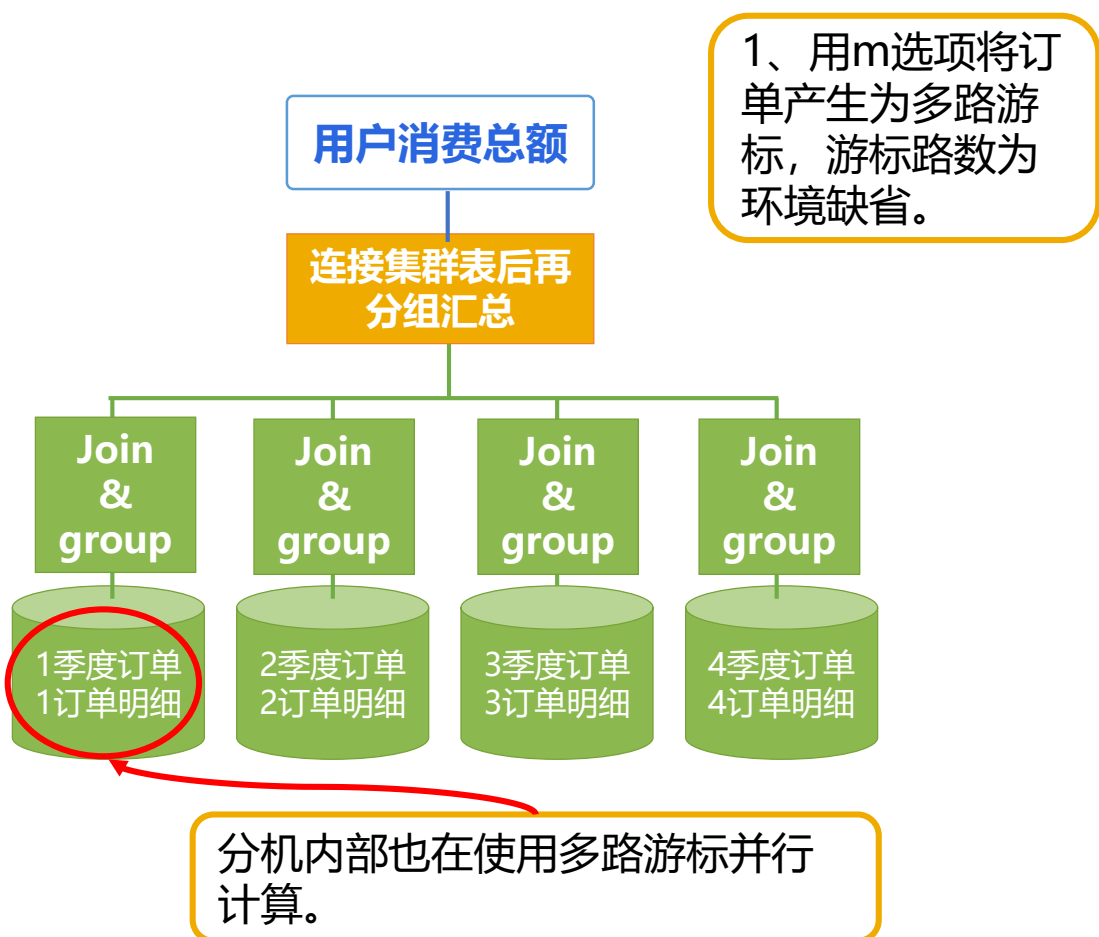 1、用m选项将订
单产生为多路游
标，游标路数为
环境缺省。
用户消费总额
连接集群表后再
分组汇总
Join
&
group
Join
&
group
Join
&
group
Join
&
group
1季度订单
1订单明细
2季度订单
2订单明细
3季度订单
3订单明细
4季度订单
4订单明细
分机内部也在使用多路游标并行
计算。